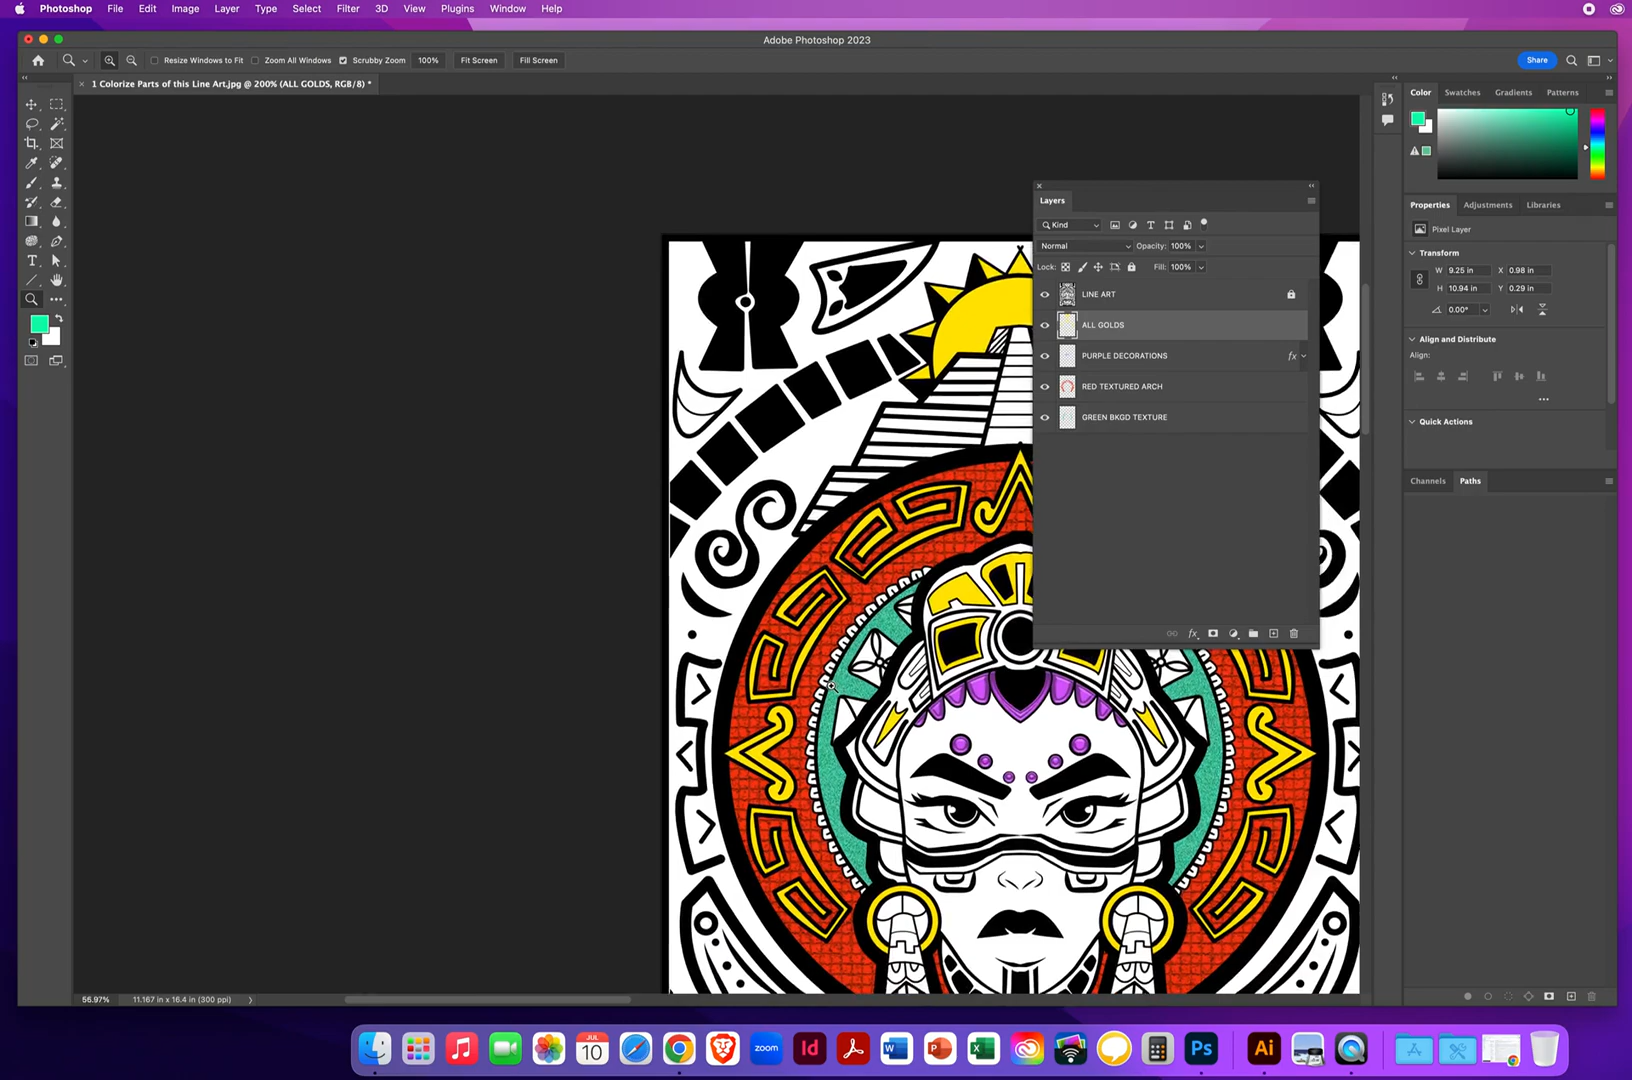 Photoshop File Edit Image Layer Type Select Filter 3D View Plugins Window Help
Adobe Photoshop 2023
Resize Windows to Fit Zoom All Windows Scrubby Zoom 100% Fit Screen Fill Screen Share
1 Colorize Parts of this Line Art.jpg @ 200% (ALL GOLDS, RGB/8) *
Color Swatches Gradients Patterns
Layers
Kind
Normal Opacity: 100%
Lock: Fill: 100%
LINE ART
ALL GOLDS
PURPLE DECORATIONS fx
RED TEXTURED ARCH
GREEN BKGD TEXTURE
fx
Properties Adjustments Libraries
Pixel Layer
Transform
W 9.25 in X 0.98 in
H 10.94 in Y 0.29 in
0.00°
Align and Distribute
Align:
Quick Actions
Channels Paths
56.97% 11.167 in x 16.4 in (300 ppi)
JUL
10
zoom
Id
W
P
X
Ps
Ai